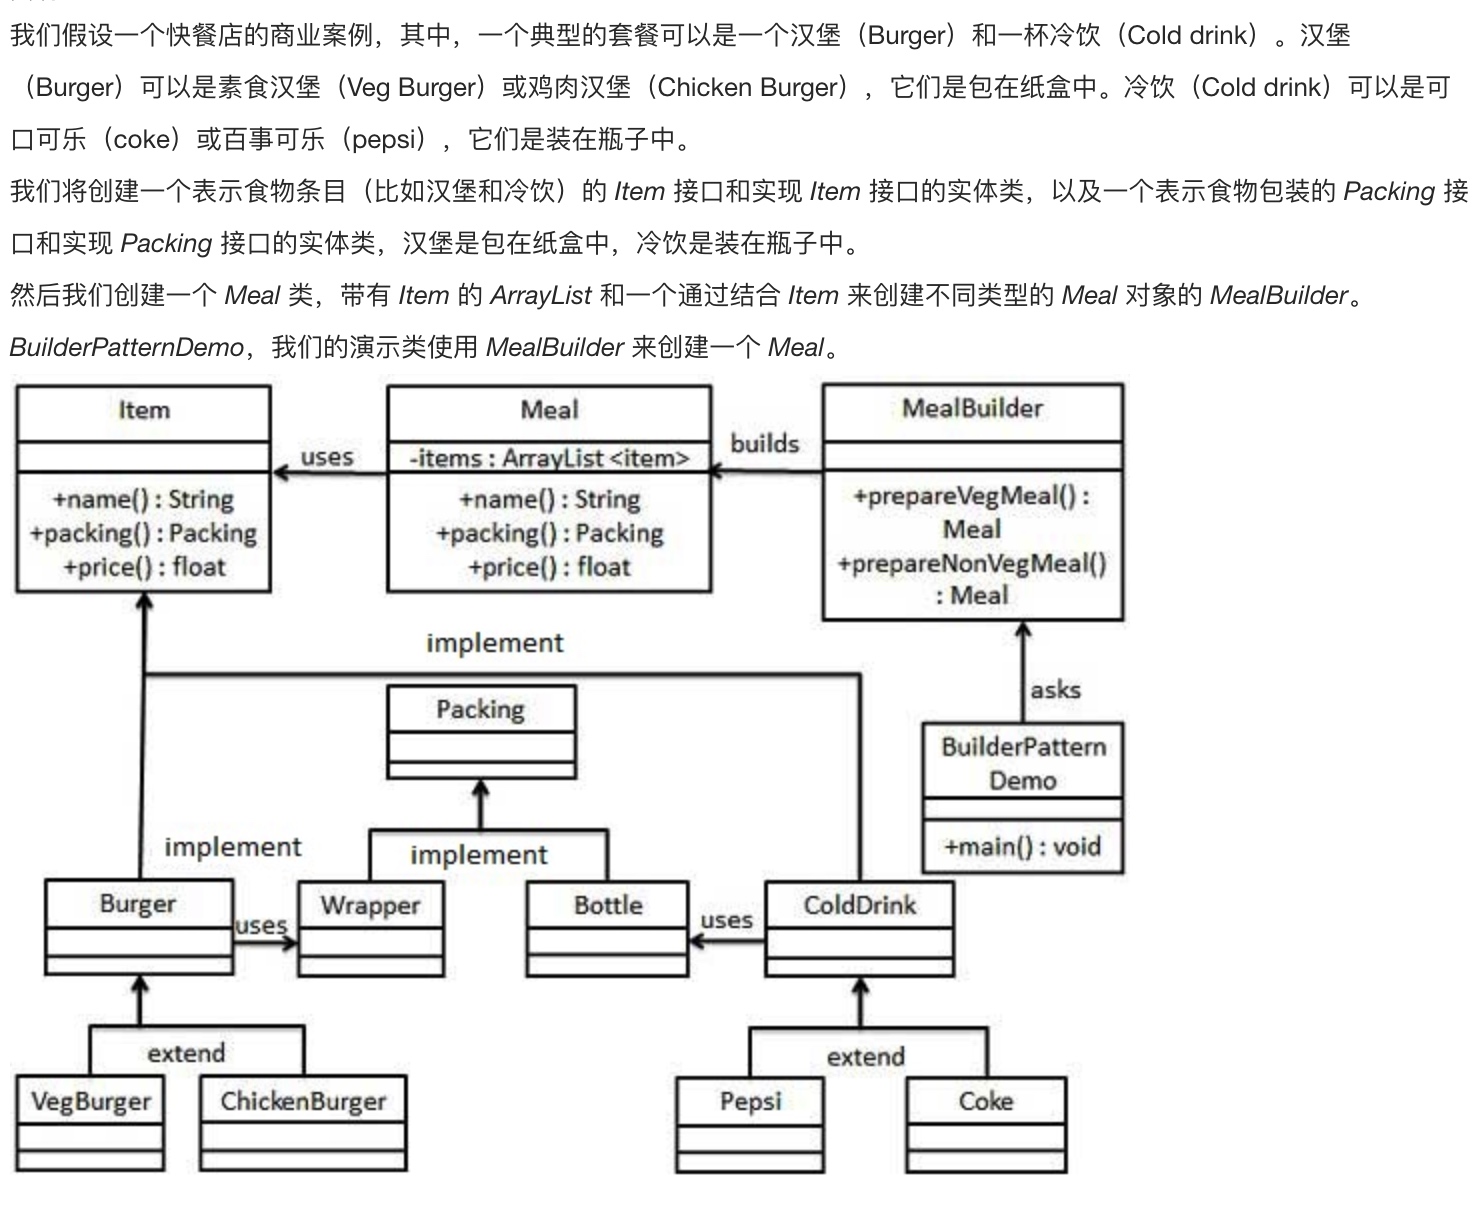 我们假设一个快餐店的商业案例，其中，一个典型的套餐可以是一个汉堡（Burger）和一杯冷饮（Cold drink）。汉堡
（Burger）可以是素食汉堡（Veg Burger）或鸡肉汉堡（Chicken Burger），它们是包在纸盒中。冷饮（Cold drink）可以是可
口可乐（coke）或百事可乐（pepsi），它们是装在瓶子中。
我们将创建一个表示食物条目（比如汉堡和冷饮）的 Item 接口和实现 Item 接口的实体类，以及一个表示食物包装的 Packing 接
口和实现 Packing 接口的实体类，汉堡是包在纸盒中，冷饮是装在瓶子中。
然后我们创建一个 Meal 类，带有 Item 的 ArrayList 和一个通过结合 Item 来创建不同类型的 Meal 对象的 MealBuilder。
BuilderPatternDemo，我们的演示类使用 MealBuilder 来创建一个 Meal。
Item
+name() : String
+packing() : Packing
+price() : float
uses
Meal
-items : ArrayList <item>
+name() : String
+packing() : Packing
+price() : float
builds
MealBuilder
+prepareVegMeal() :
Meal
+prepareNonVegMeal()
: Meal
implement
asks
Packing
BuilderPattern
Demo
+main() : void
implement
implement
Burger
uses
Wrapper
Bottle
uses
ColdDrink
extend
extend
VegBurger
ChickenBurger
Pepsi
Coke